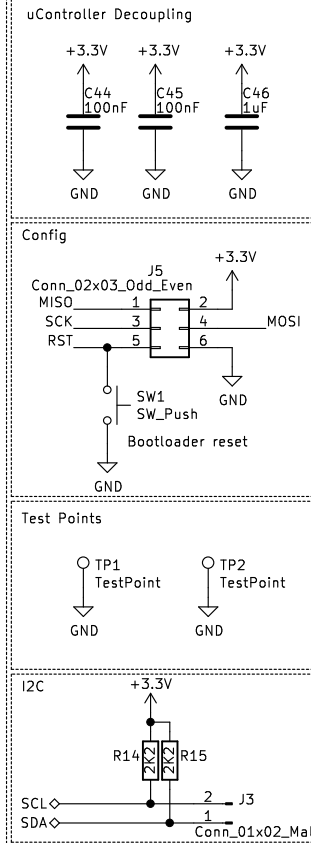 uController Decoupling
+3.3V +3.3V +3.3V
C44 C45 C46
100nF 100nF 1uF
GND GND GND
Config
+3.3V
J5
Conn_02x03_Odd_Even
MISO 1 2
SCK 3 4 MOSI
RST 5 6
SW1
SW_Push
GND
Bootloader reset
GND
Test Points
TP1 TP2
TestPoint TestPoint
GND GND
I2C
+3.3V
R14 2K2 2K2 R15
SCL 2 J3
SDA 1
Conn_01x02_Mal